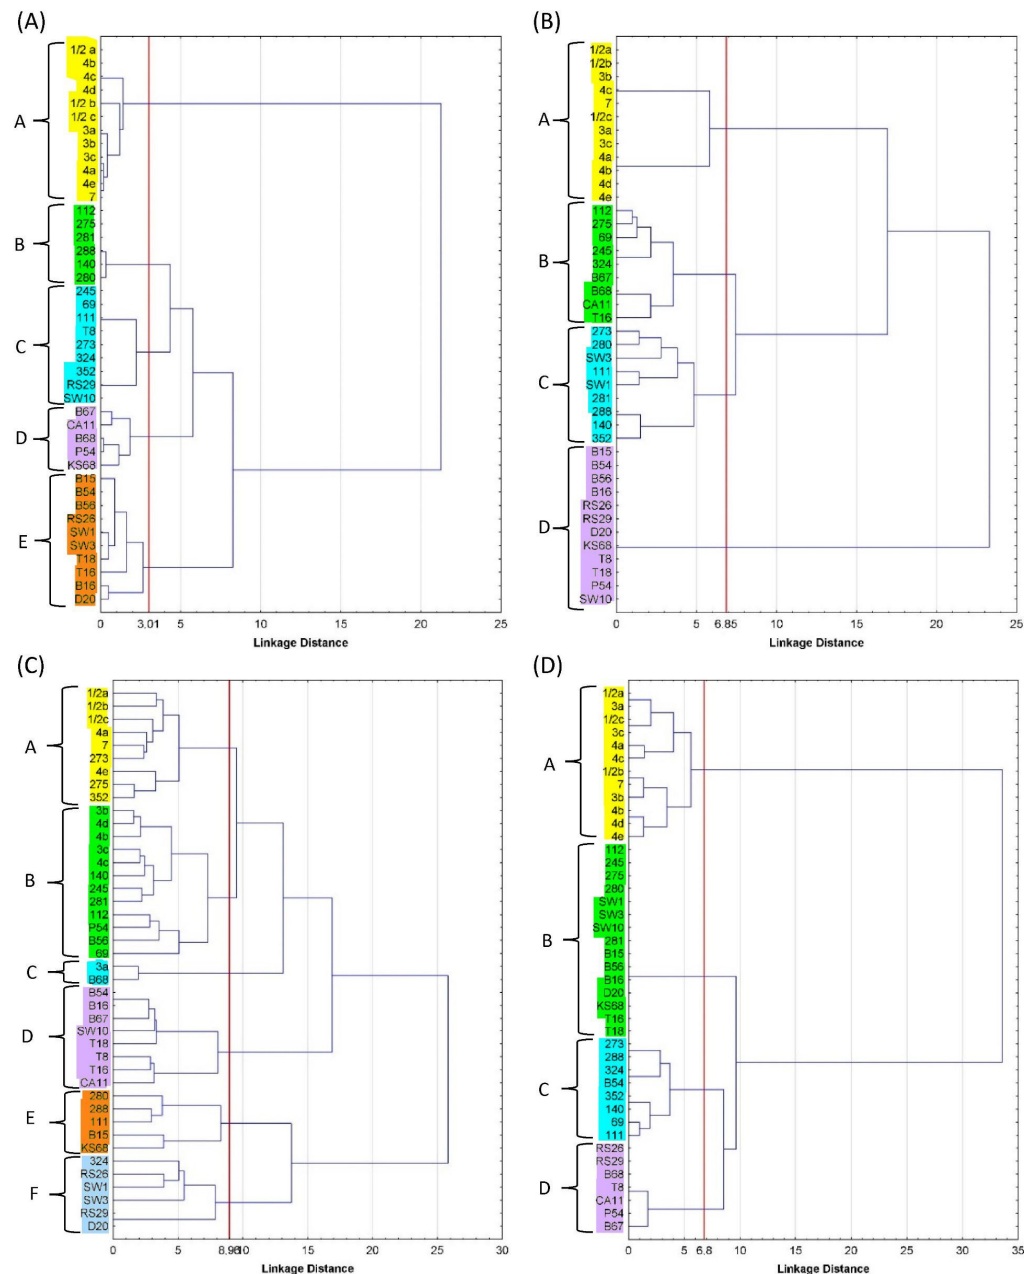 (A)
1/2 a
4b
4c
4d
1/2 b
1/2 c
3a
3b
3c
4a
4e
7
A
112
275
281
288
140
280
B
245
69
111
T8
273
324
352
RS29
SW10
C
B67
CA11
B68
P54
KS68
D
B15
B54
B56
RS26
SW1
SW3
T18
T16
B16
D20
E
0 3.01 5 10 15 20 25
Linkage Distance
(B)
1/2a
1/2b
3b
4c
7
1/2c
3a
3c
4a
4b
4d
4e
A
112
275
69
245
324
B67
B68
CA11
T16
B
273
280
SW3
111
SW1
281
288
140
352
C
B15
B54
B56
B16
RS26
RS29
D20
KS68
T8
T18
P54
SW10
D
0 5 6.85 10 15 20 25
Linkage Distance
(C)
1/2a
1/2b
1/2c
4a
7
273
4e
275
352
A
3b
4d
4b
3c
4c
140
245
281
112
P54
B56
69
B
3a
B68
C
B54
B16
B67
SW10
T18
T8
T16
CA11
D
280
288
111
B15
KS68
E
324
RS26
SW1
SW3
RS29
D20
F
0 5 10 15 20 25 30
Linkage Distance
(D)
1/2a
3a
1/2c
3c
4a
4c
1/2b
7
3b
4b
4d
4e
A
112
245
275
280
SW1
SW3
SW10
281
B15
B56
B16
D20
KS68
T16
T18
B
273
288
324
B54
352
140
69
111
C
RS26
RS29
B68
T8
CA11
P54
B67
D
0 5 6.8 10 15 20 25 30 35
Linkage Distance